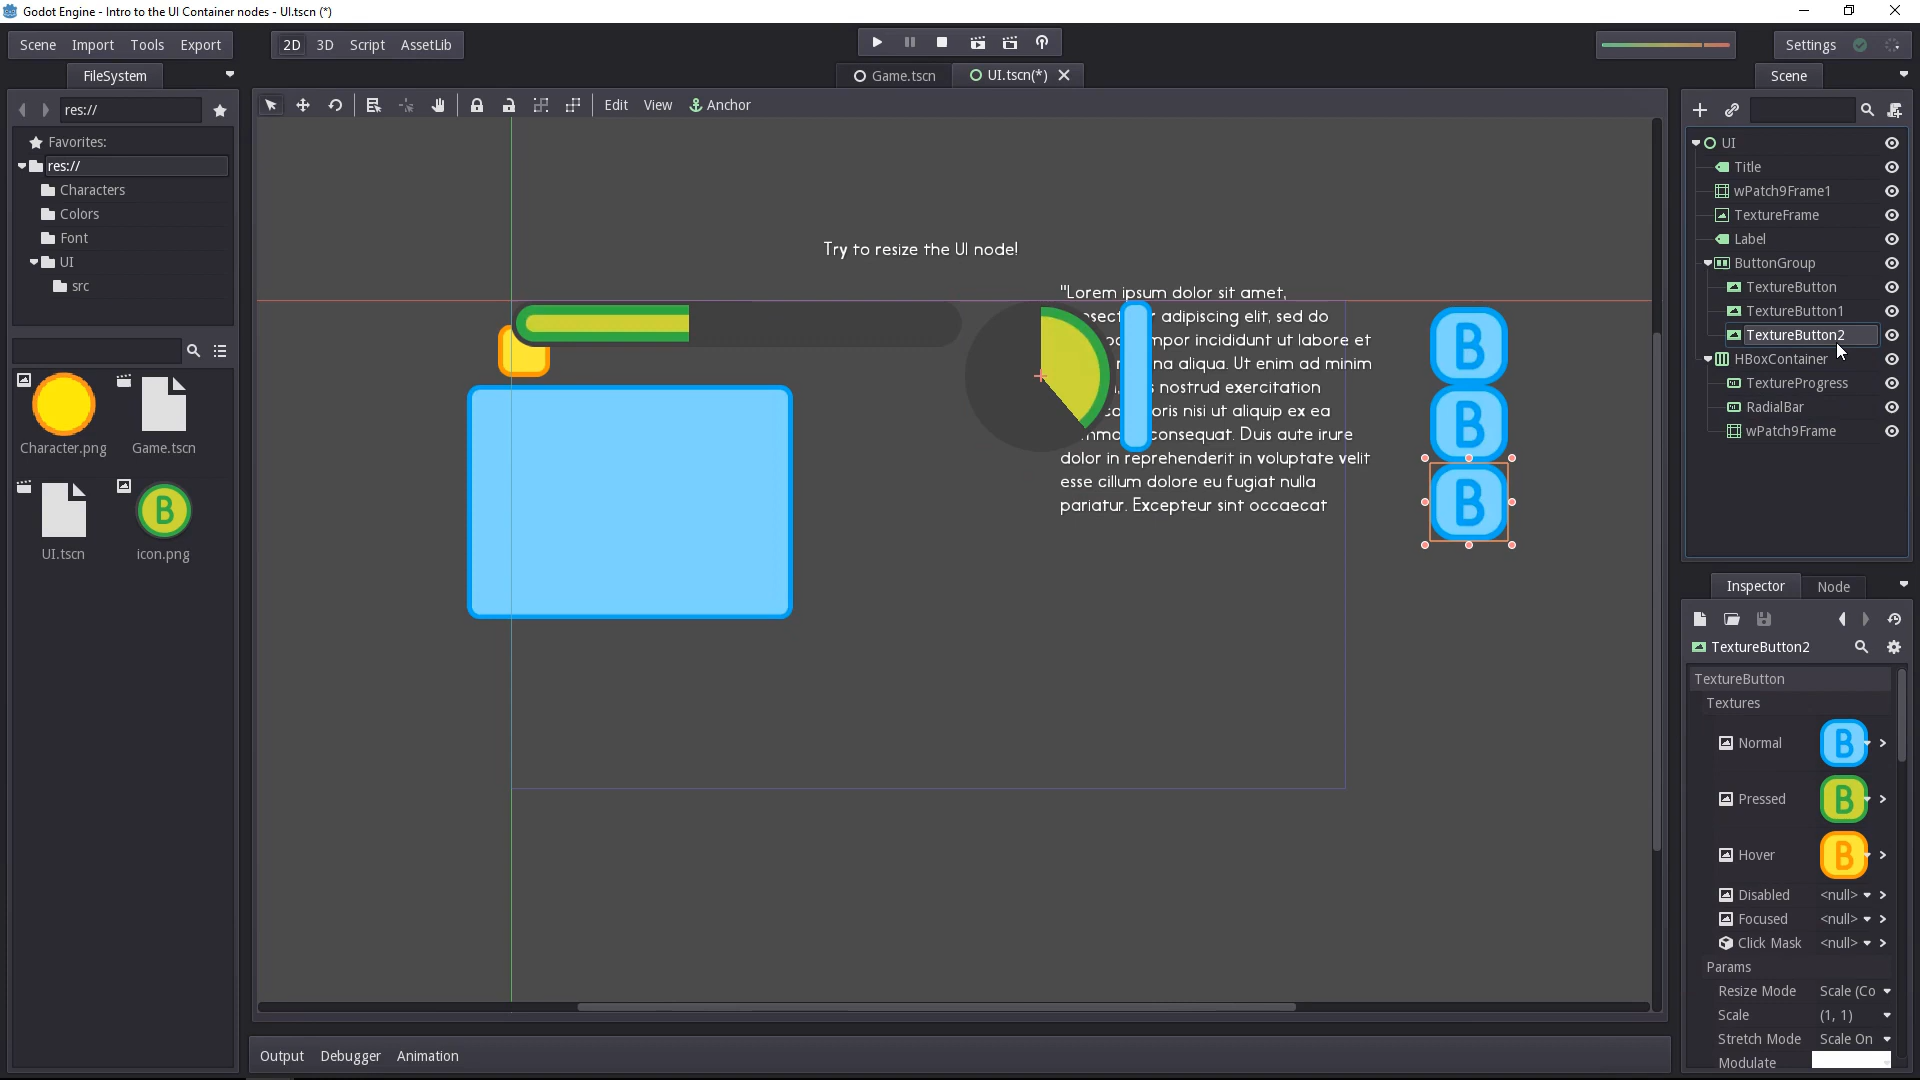 Godot Engine - Intro to the UI Container nodes - UI.tscn (*)
Scene Import Tools Export
2D 3D Script AssetLib
Settings
FileSystem
Game.tscn
UI.tscn(*)
Scene
res://
Edit View Anchor
Favorites:
res://
Characters
Colors
Font
UI
src
Character.png
Game.tscn
UI.tscn
B
icon.png
Try to resize the UI node!
"Lorem ipsum dolor sit amet,
adipiscing elit, sed do
incididunt ut labore et
aliqua. Ut enim ad minim
nostrud exercitation
nisi ut aliquip ex ea
consequat. Duis aute irure
dolor in reprehenderit in voluptate velit
esse cillum dolore eu fugiat nulla
pariatur. Excepteur sint occaecat
B
B
B
UI
Title
wPatch9Frame1
TextureFrame
Label
ButtonGroup
TextureButton
TextureButton1
TextureButton2
HBoxContainer
TextureProgress
RadialBar
wPatch9Frame
Inspector Node
TextureButton2
TextureButton
Textures
Normal B
Pressed B
Hover B
Disabled <null>
Focused <null>
Click Mask <null>
Params
Resize Mode Scale (Co
Scale (1, 1)
Stretch Mode Scale On
Modulate
Output Debugger Animation